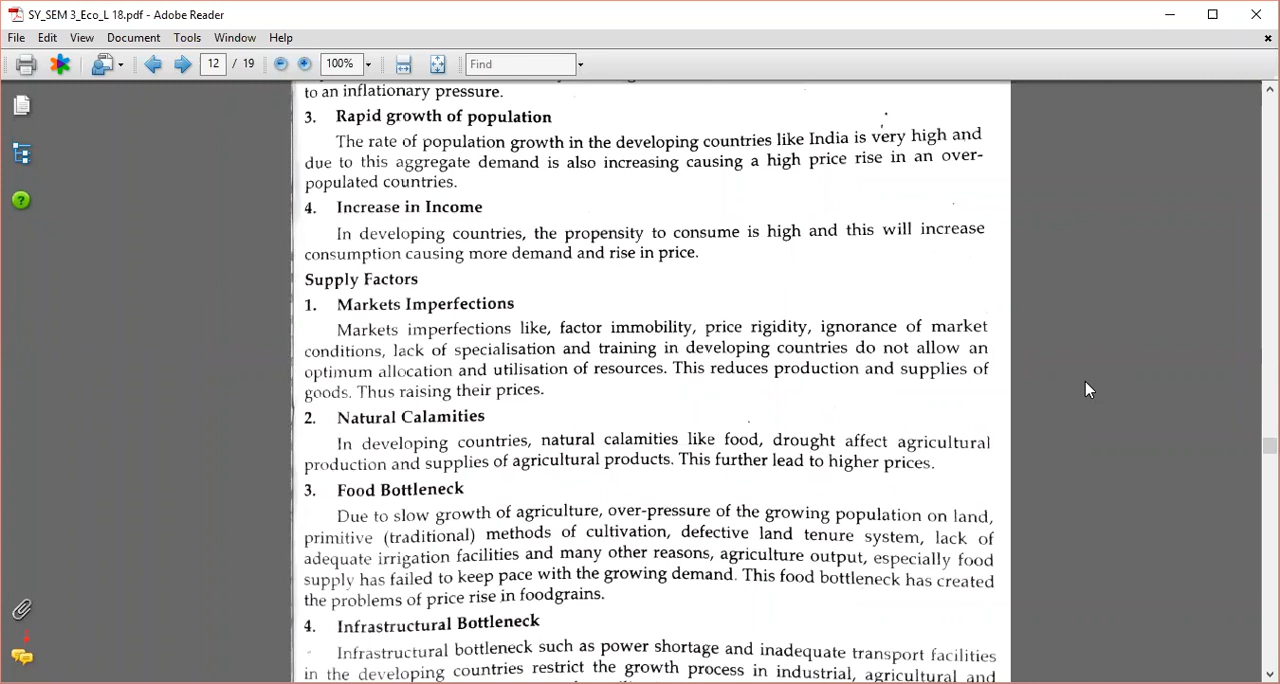 SY_SEM 3_Eco_L 18.pdf - Adobe Reader
File Edit View Document Tools Window Help
12 / 19 100% Find
to an inflationary pressure.
3. Rapid growth of population
The rate of population growth in the developing countries like India is very high and
due to this aggregate demand is also increasing causing a high price rise in an over-
populated countries.
4. Increase in Income
In developing countries, the propensity to consume is high and this will increase
consumption causing more demand and rise in price.
Supply Factors
1. Markets Imperfections
Markets imperfections like, factor immobility, price rigidity, ignorance of market
conditions, lack of specialisation and training in developing countries do not allow an
optimum allocation and utilisation of resources. This reduces production and supplies of
goods. Thus raising their prices.
2. Natural Calamities
In developing countries, natural calamities like food, drought affect agricultural
production and supplies of agricultural products. This further lead to higher prices.
3. Food Bottleneck
Due to slow growth of agriculture, over-pressure of the growing population on land,
primitive (traditional) methods of cultivation, defective land tenure system, lack of
adequate irrigation facilities and many other reasons, agriculture output, especially food
supply has failed to keep pace with the growing demand. This food bottleneck has created
the problems of price rise in foodgrains.
4. Infrastructural Bottleneck
Infrastructural bottleneck such as power shortage and inadequate transport facilities
in the developing countries restrict the growth process in industrial, agricultural and